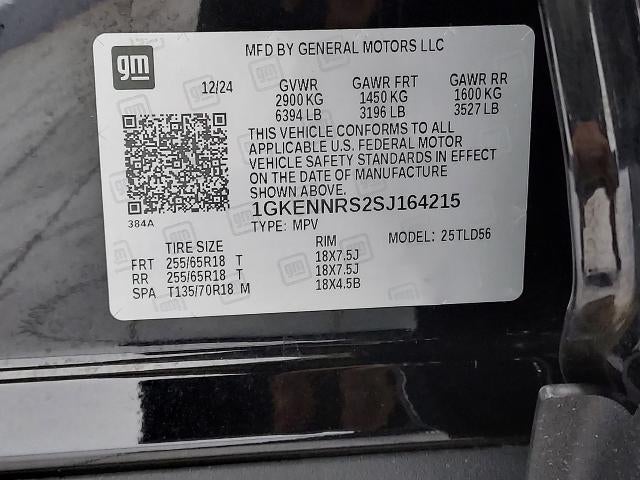 MFD BY GENERAL MOTORS LLC
gm
12/24 GVWR GAWR FRT GAWR RR
2900 KG 1450 KG 1600 KG
6394 LB 3196 LB 3527 LB
THIS VEHICLE CONFORMS TO ALL
APPLICABLE U.S. FEDERAL MOTOR
VEHICLE SAFETY STANDARDS IN EFFECT
ON THE DATE OF MANUFACTURE
SHOWN ABOVE.
384A
1GKENNRS2SJ164215
TYPE: MPV MODEL: 25TLD56
TIRE SIZE RIM
FRT 255/65R18 T 18X7.5J
RR 255/65R18 T 18X7.5J
SPA T135/70R18 M 18X4.5B